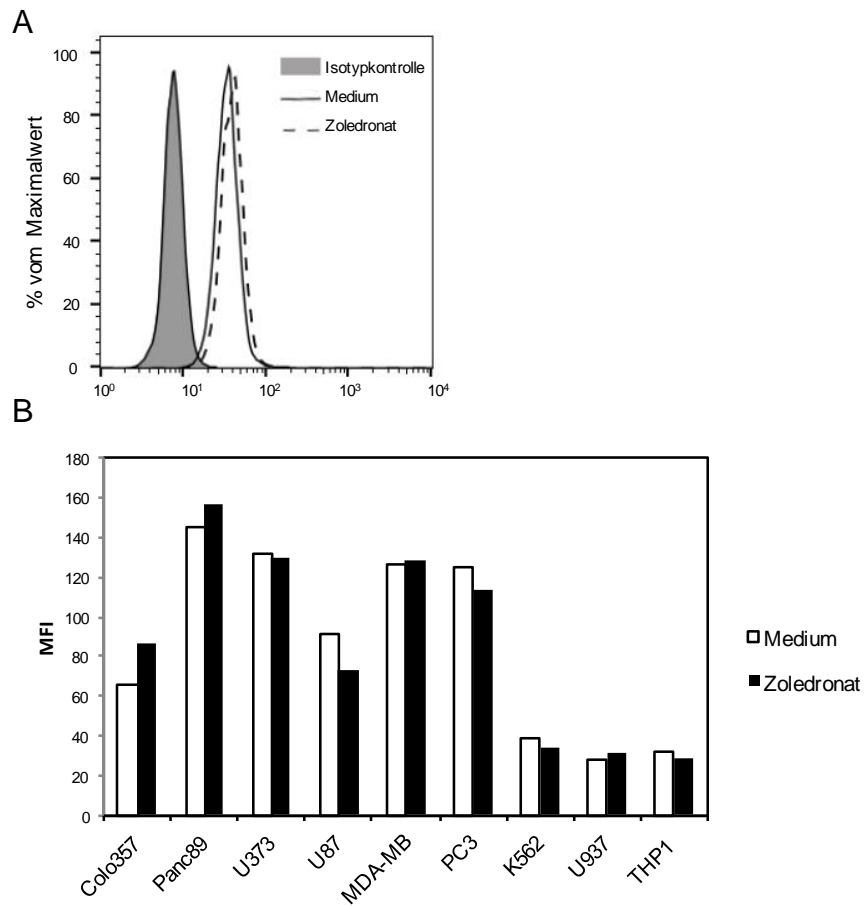 A
% vom Maximalwert
100
80
60
40
20
0
10⁰ 10¹ 10² 10³ 10⁴
Isotypkontrolle
Medium
Zoledronat
B
MFI
180
160
140
120
100
80
60
40
20
0
Colo357 Panc89 U373 U87 MDA-MB PC3 K562 U937 THP1
Medium
Zoledronat